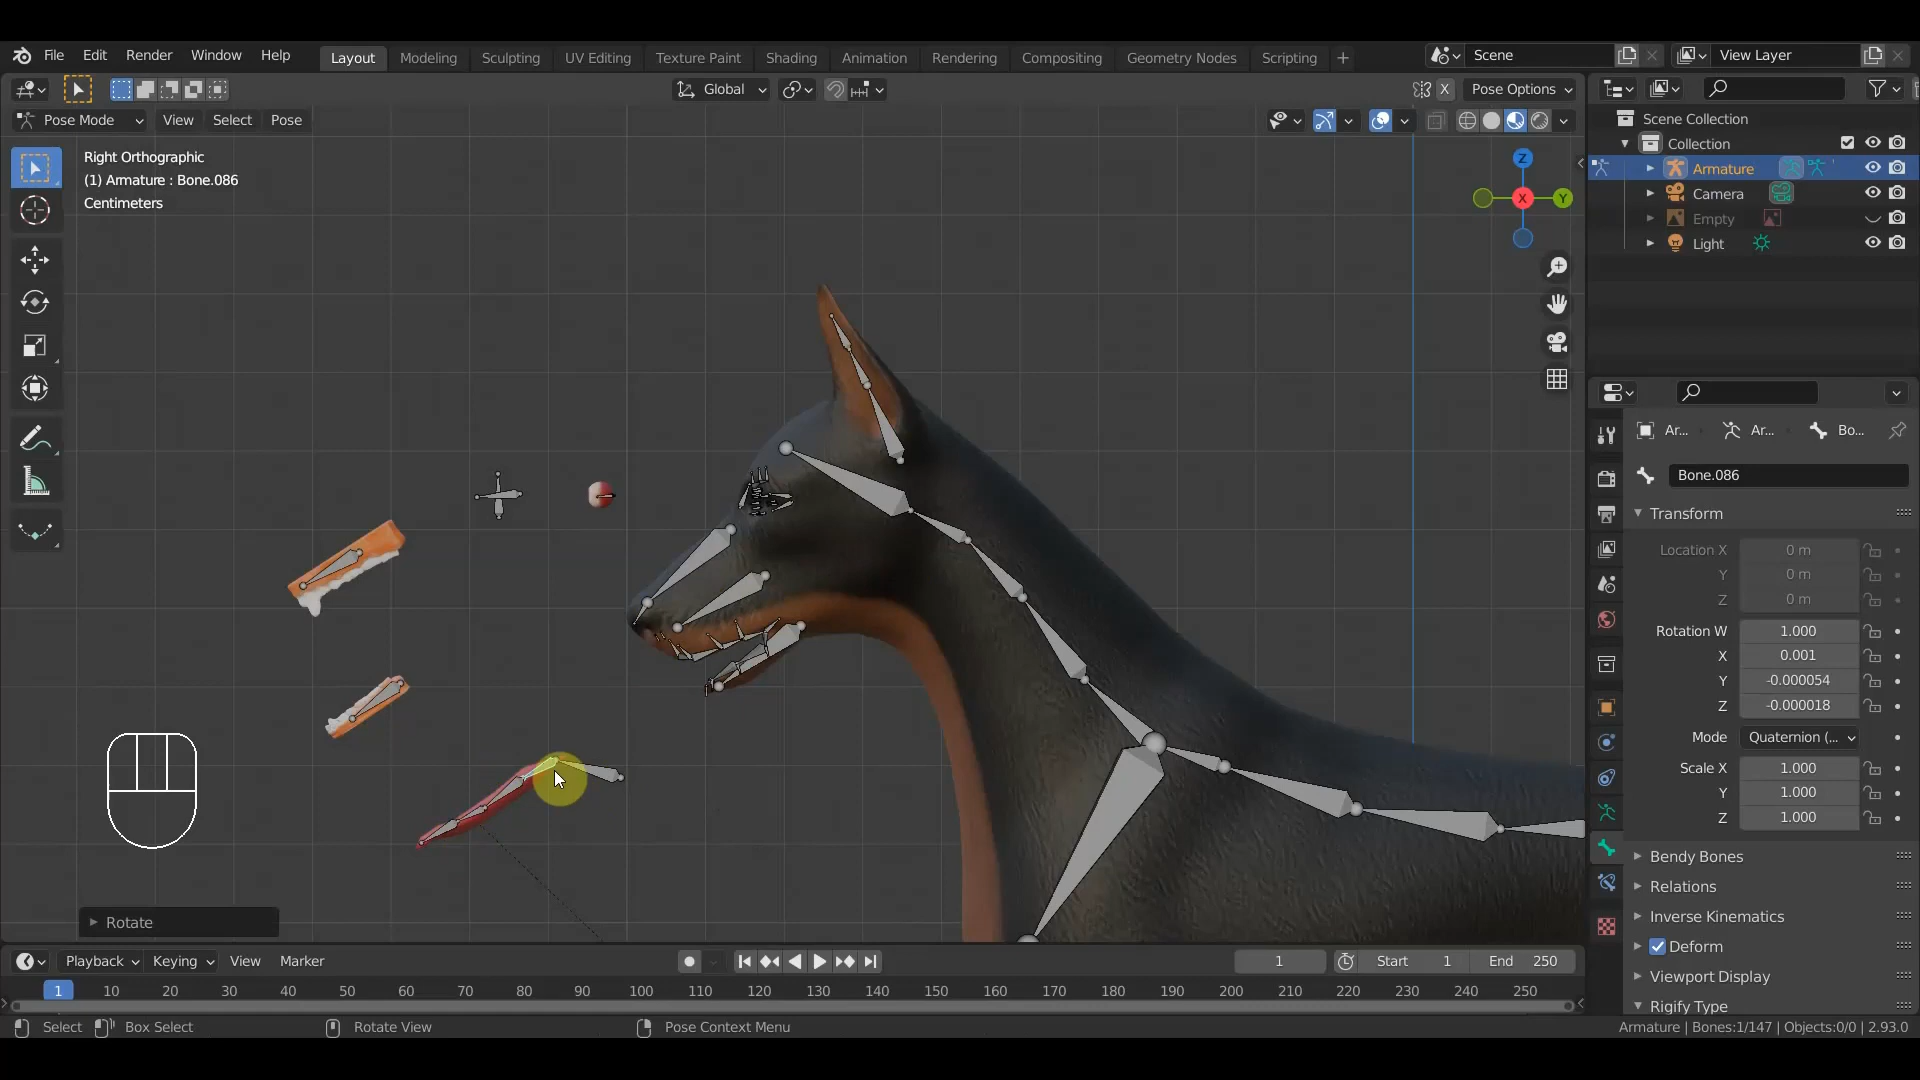 File Edit Render Window Help
Layout Modeling Sculpting UV Editing Texture Paint Shading Animation Rendering Compositing Geometry Nodes Scripting +
Scene
View Layer
Global
X
Pose Options
Pose Mode View Select Pose
Right Orthographic
(1) Armature : Bone.086
Centimeters
Z
X
Y
Scene Collection
Collection
Armature
Camera
Empty
Light
Ar...
Ar...
Bo...
Bone.086
Transform
Location X 0 m
Y 0 m
Z 0 m
Rotation W 1.000
X 0.001
Y -0.000054
Z -0.000018
Mode Quaternion (...
Scale X 1.000
Y 1.000
Z 1.000
Bendy Bones
Relations
Inverse Kinematics
Deform
Viewport Display
Rigify Type
Rotate
Playback Keying View Marker
1
Start 1
End 250
1 10 20 30 40 50 60 70 80 90 100 110 120 130 140 150 160 170 180 190 200 210 220 230 240 250
Select Box Select Rotate View Pose Context Menu
Armature | Bones:1/147 | Objects:0/0 | 2.93.0